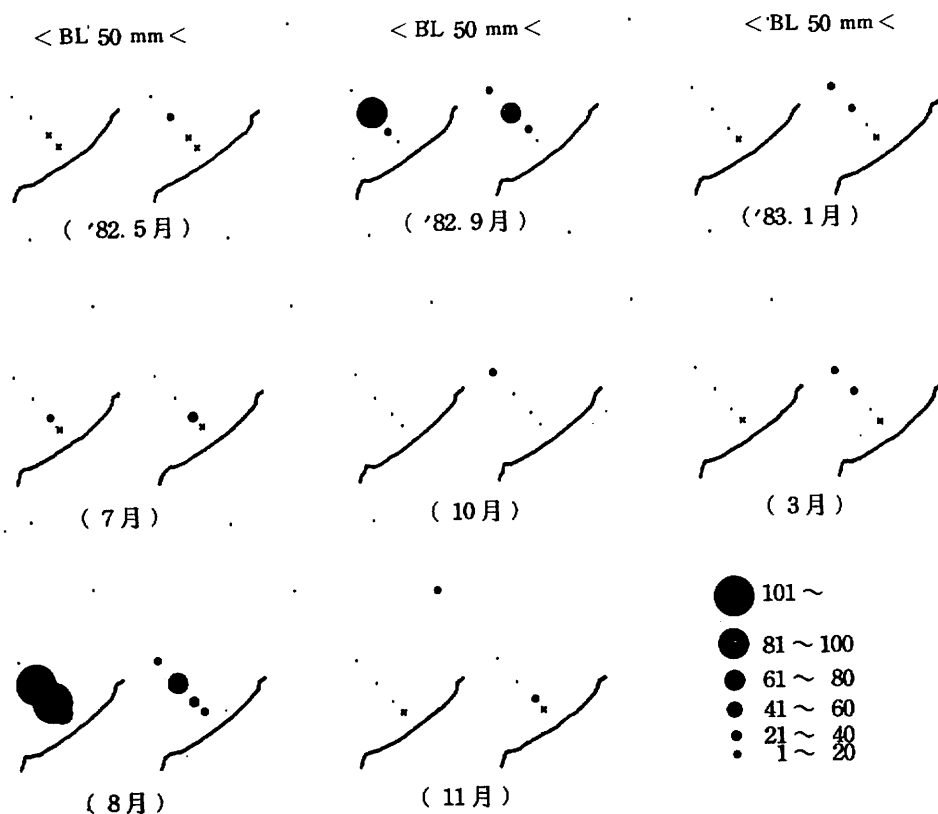 < BL 50 mm <
< BL 50 mm <
< BL 50 mm <
( '82. 5月 )
( '82. 9月 )
( '83. 1月 )
( 7月 )
( 10月 )
( 3月 )
( 8月 )
( 11月 )
101 ～
81 ～ 100
61 ～ 80
41 ～ 60
21 ～ 40
1 ～ 20